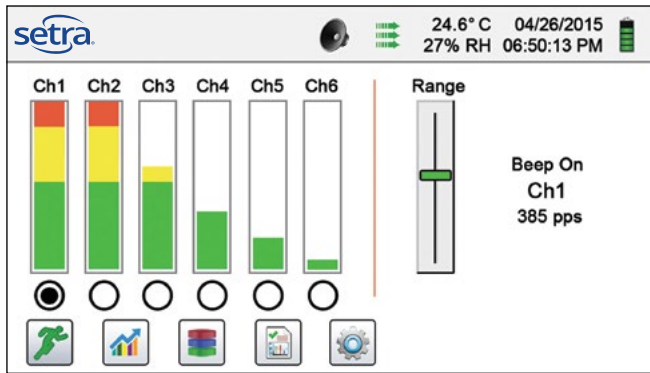 setra
24.6° C 04/26/2015
27% RH 06:50:13 PM
Ch1 Ch2 Ch3 Ch4 Ch5 Ch6 Range
Beep On
Ch1
385 pps